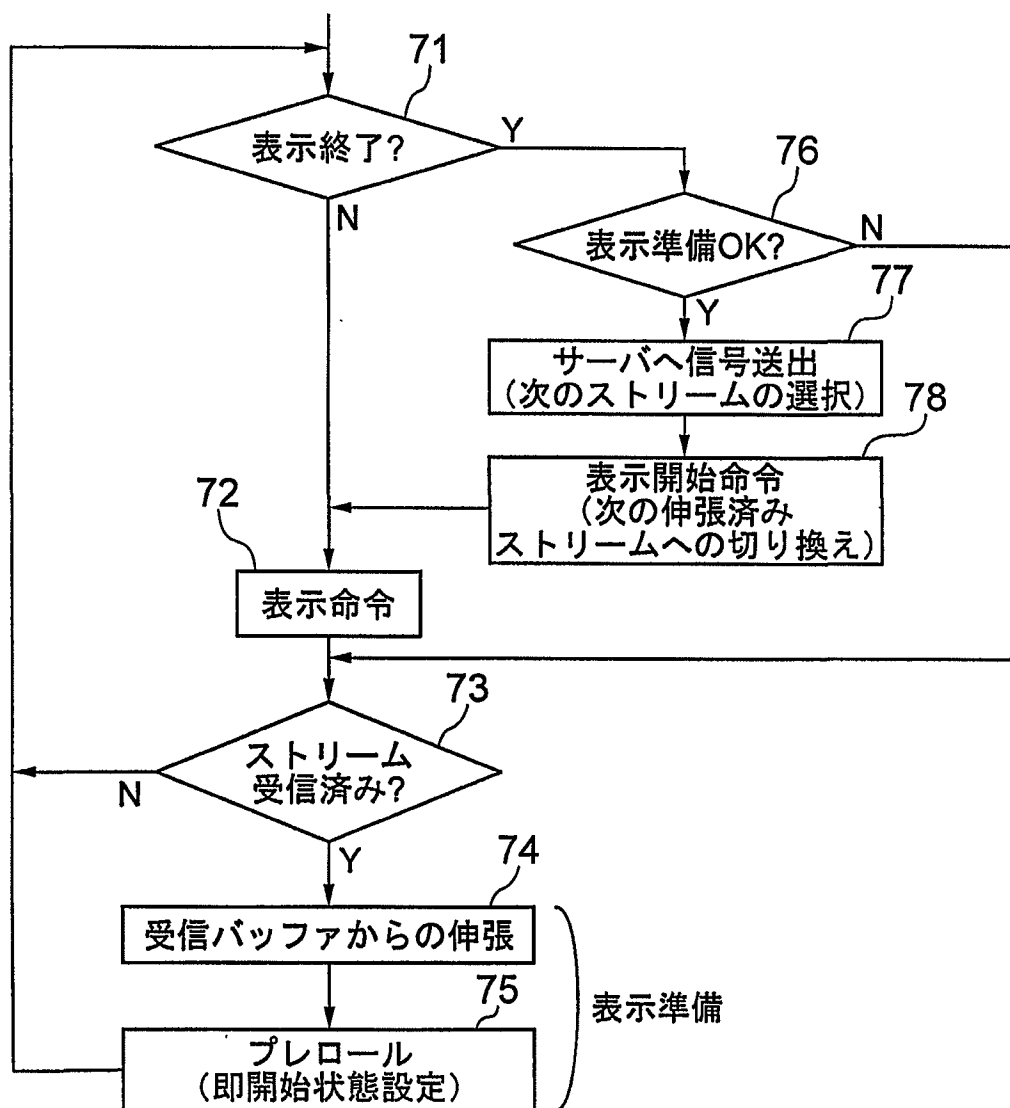 71
表示終了?
Y
N
76
表示準備OK?
N
Y
77
サーバへ信号送出
(次のストリームの選択)
78
表示開始命令
(次の伸張済み
ストリームへの切り換え)
72
表示命令
73
ストリーム
受信済み?
N
Y
74
受信バッファからの伸張
75
プレロール
(即開始状態設定)
表示準備